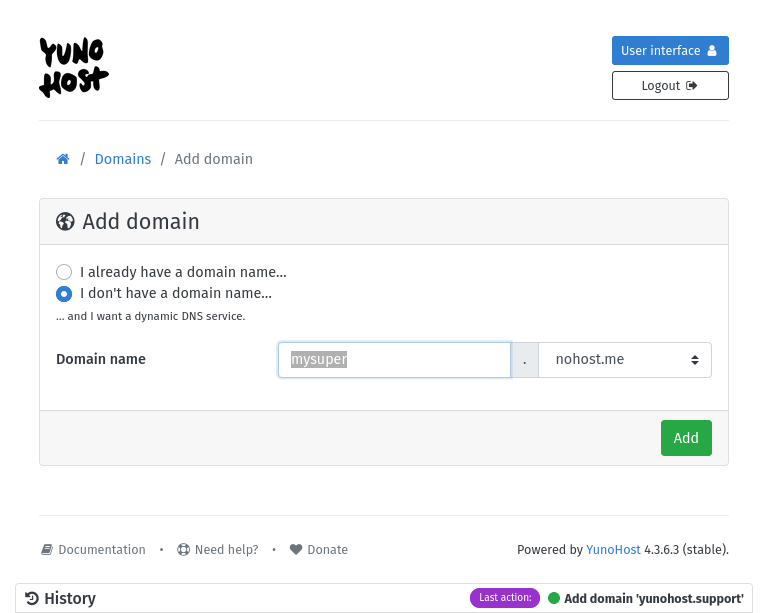 YUNO
HOST
User interface
Logout
/ Domains / Add domain
Add domain
I already have a domain name...
I don't have a domain name...
... and I want a dynamic DNS service.
Domain name mysuper . nohost.me
Add
Documentation • Need help? • Donate
Powered by YunoHost 4.3.6.3 (stable).
History
Last action: Add domain 'yunohost.support'